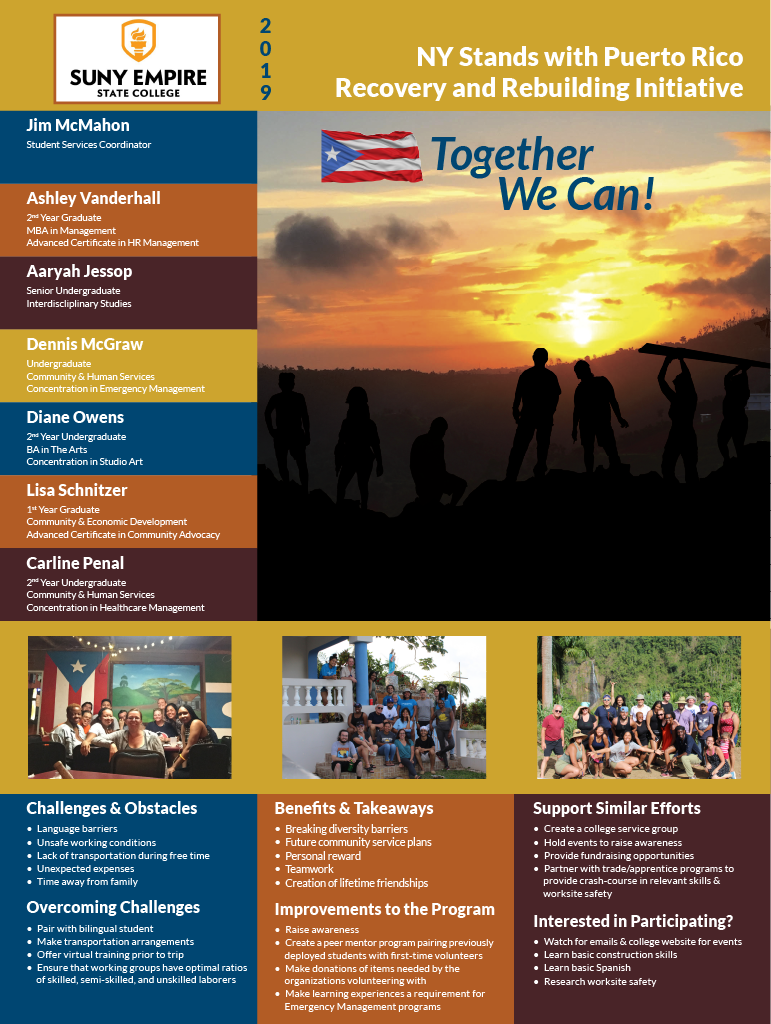 SUNY EMPIRE
STATE COLLEGE
2
0
1
9
NY Stands with Puerto Rico
Recovery and Rebuilding Initiative
Jim McMahon
Student Services Coordinator
Ashley Vanderhall
2nd Year Graduate
MBA in Management
Advanced Certificate in HR Management
Aaryah Jessop
Senior Undergraduate
Interdiscliplinary Studies
Dennis McGraw
Undergraduate
Community & Human Services
Concentration in Emergency Management
Diane Owens
2nd Year Undergraduate
BA in The Arts
Concentration in Studio Art
Lisa Schnitzer
1st Year Graduate
Community & Economic Development
Advanced Certificate in Community Advocacy
Carline Penal
2nd Year Undergraduate
Community & Human Services
Concentration in Healthcare Management
Together
We Can!
Challenges & Obstacles
• Language barriers
• Unsafe working conditions
• Lack of transportation during free time
• Unexpected expenses
• Time away from family
Overcoming Challenges
• Pair with bilingual student
• Make transportation arrangements
• Offer virtual training prior to trip
• Ensure that working groups have optimal ratios
of skilled, semi-skilled, and unskilled laborers
Benefits & Takeaways
• Breaking diversity barriers
• Future community service plans
• Personal reward
• Teamwork
• Creation of lifetime friendships
Improvements to the Program
• Raise awareness
• Create a peer mentor program pairing previously
deployed students with first-time volunteers
• Make donations of items needed by the
organizations volunteering with
• Make learning experiences a requirement for
Emergency Management programs
Support Similar Efforts
• Create a college service group
• Hold events to raise awareness
• Provide fundraising opportunities
• Partner with trade/apprentice programs to
provide crash-course in relevant skills &
worksite safety
Interested in Participating?
• Watch for emails & college website for events
• Learn basic construction skills
• Learn basic Spanish
• Research worksite safety